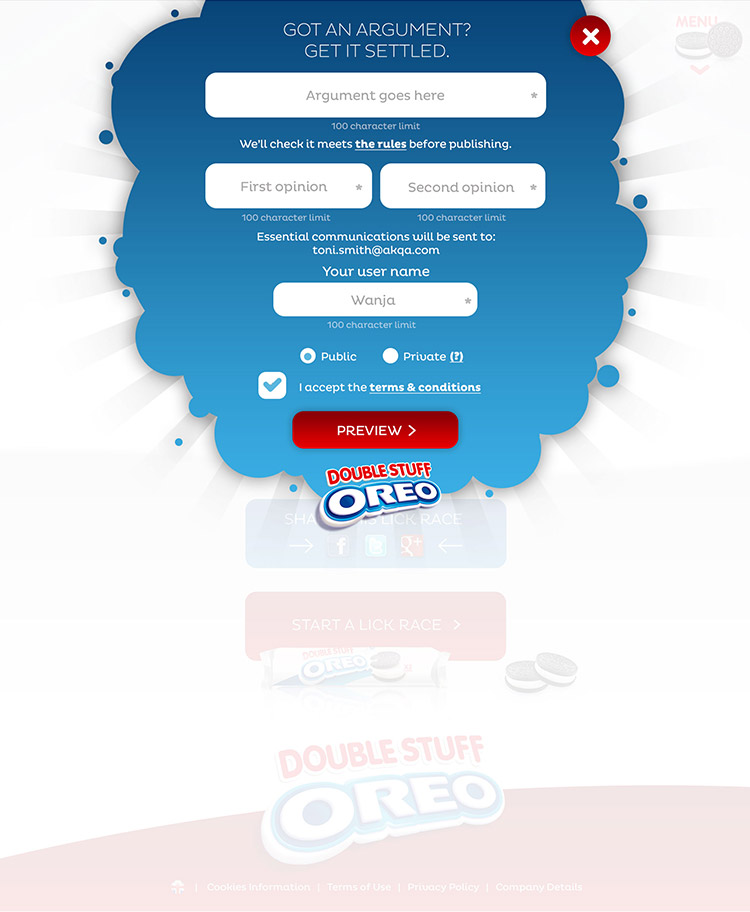 GOT AN ARGUMENT?
GET IT SETTLED.
MENU
Argument goes here *
100 character limit
We'll check it meets the rules before publishing.
First opinion * Second opinion *
100 character limit 100 character limit
Essential communications will be sent to:
toni.smith@akqa.com
Your user name
Wanja *
100 character limit
Public Private (?)
I accept the terms & conditions
PREVIEW >
DOUBLE STUFF
OREO
LICK RACE
START A LICK RACE >
DOUBLE STUFF
OREO
DOUBLE STUFF
OREO
| Cookies Information | Terms of Use | Privacy Policy | Company Details